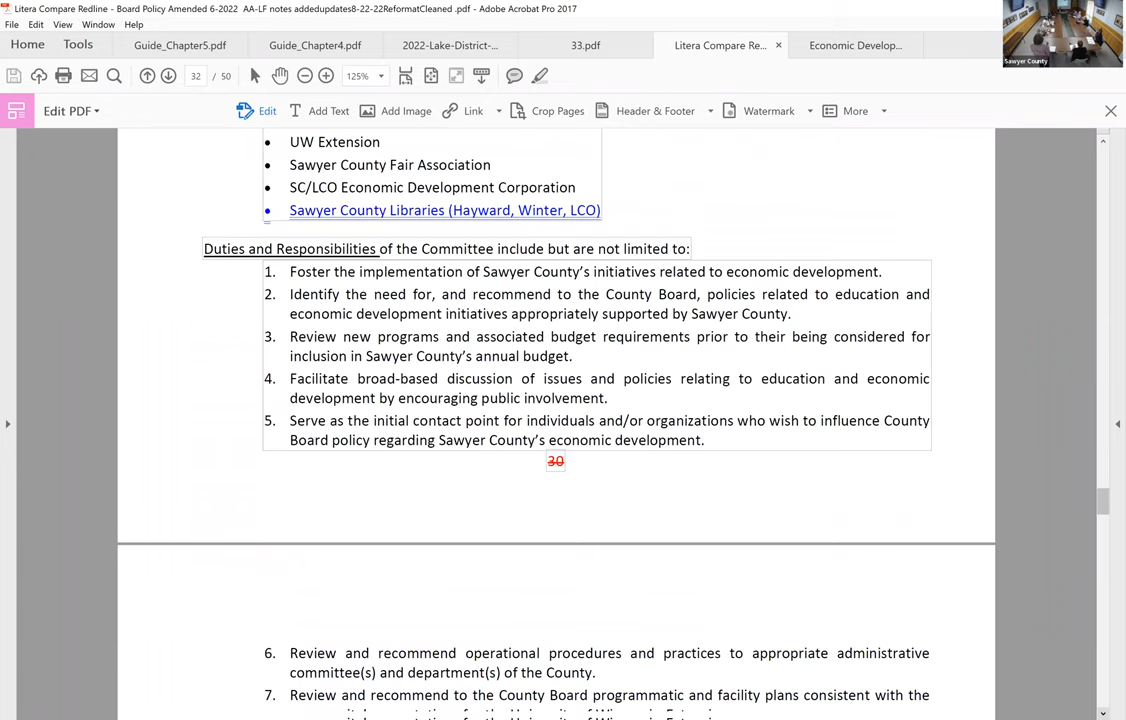 Litera Compare Redline - Board Policy Amended 6-2022 AA-LF notes addedupdates8-22-22ReformatCleaned .pdf - Adobe Acrobat Pro 2017
File Edit View Window Help
Home Tools Guide_Chapter5.pdf Guide_Chapter4.pdf 2022-Lake-District-... 33.pdf Litera Compare Re... × Economic Develop...
Sawyer County
32 / 50 125%
Edit PDF Edit Add Text Add Image Link Crop Pages Header & Footer Watermark More
• UW Extension
• Sawyer County Fair Association
• SC/LCO Economic Development Corporation
• Sawyer County Libraries (Hayward, Winter, LCO)
Duties and Responsibilities of the Committee include but are not limited to:
1. Foster the implementation of Sawyer County's initiatives related to economic development.
2. Identify the need for, and recommend to the County Board, policies related to education and
economic development initiatives appropriately supported by Sawyer County.
3. Review new programs and associated budget requirements prior to their being considered for
inclusion in Sawyer County's annual budget.
4. Facilitate broad-based discussion of issues and policies relating to education and economic
development by encouraging public involvement.
5. Serve as the initial contact point for individuals and/or organizations who wish to influence County
Board policy regarding Sawyer County's economic development.
30
6. Review and recommend operational procedures and practices to appropriate administrative
committee(s) and department(s) of the County.
7. Review and recommend to the County Board programmatic and facility plans consistent with the